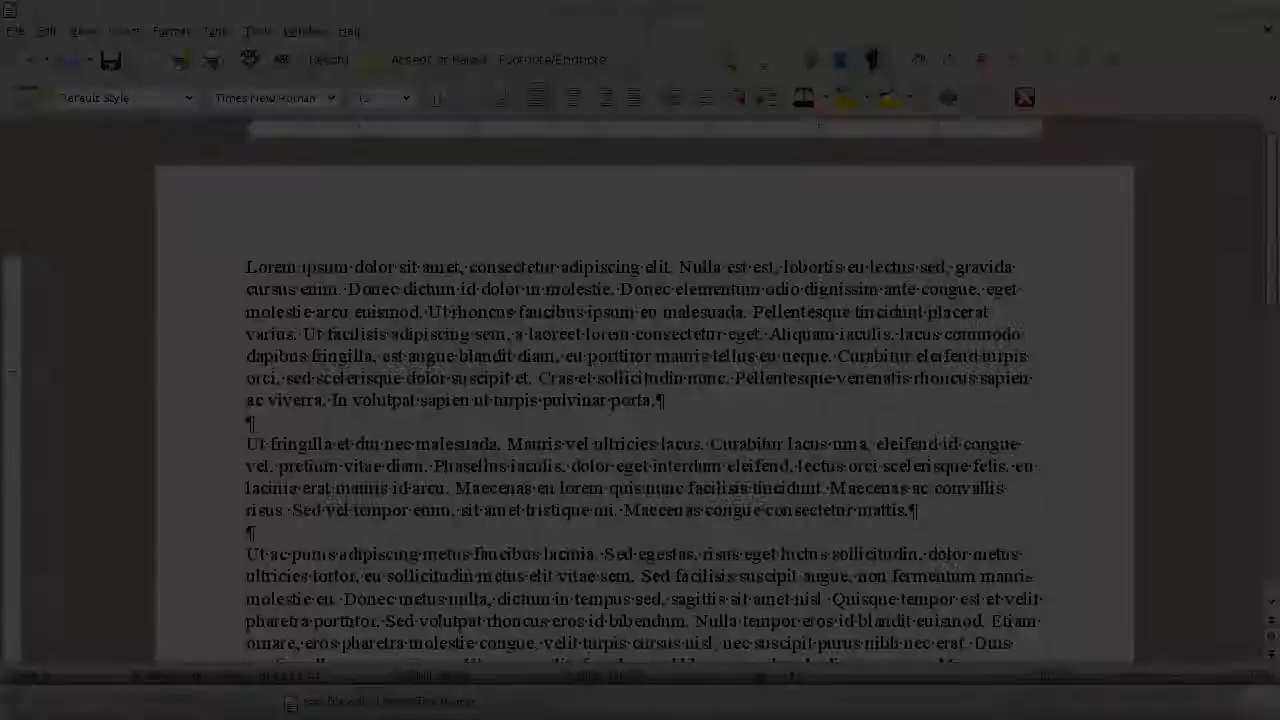 File Edit View Insert Format Table Tools Window Help
Accept or Reject Footnote/Endnote
Default Style Times New Roman 12
Lorem ipsum dolor sit amet, consectetur adipiscing elit. Nulla est est, lobortis eu lectus sed, gravida
cursus enim. Donec dictum id dolor in molestie. Donec elementum odio dignissim ante congue, eget
molestie arcu euismod. Ut rhoncus faucibus ipsum eu malesuada. Pellentesque tincidunt placerat
varius. Ut facilisis adipiscing sem, a laoreet lorem consectetur eget. Aliquam iaculis, lacus commodo
dapibus fringilla, est augue blandit diam, eu porttitor mauris tellus eu neque. Curabitur eleifend turpis
orci, sed scelerisque dolor suscipit et. Cras et sollicitudin nunc. Pellentesque venenatis rhoncus sapien
ac viverra. In volutpat sapien ut turpis pulvinar porta.¶
¶
Ut fringilla et dui nec malesuada. Mauris vel ultricies lacus. Curabitur lacus urna, eleifend id congue
vel, pretium vitae diam. Phasellus iaculis, dolor eget interdum eleifend, lectus orci scelerisque felis, eu
lacinia erat mauris id arcu. Maecenas eu lorem quis nunc facilisis tincidunt. Maecenas ac convallis
risus. Sed vel tempor enim, sit amet tristique mi. Maecenas congue consectetur mattis.¶
¶
Ut ac purus adipiscing metus faucibus lacinia. Sed egestas, risus eget luctus sollicitudin, dolor metus
ultricies tortor, eu sollicitudin metus elit vitae sem. Sed facilisis suscipit augue, non fermentum mauris
molestie eu. Donec metus nulla, dictum in tempus sed, sagittis sit amet nisl. Quisque tempor est et velit
pharetra porttitor. Sed volutpat rhoncus eros id bibendum. Nulla tempor eros id blandit euismod. Etiam
ornare, eros pharetra molestie congue, velit turpis cursus nisl, nec suscipit purus nibh nec erat. Duis